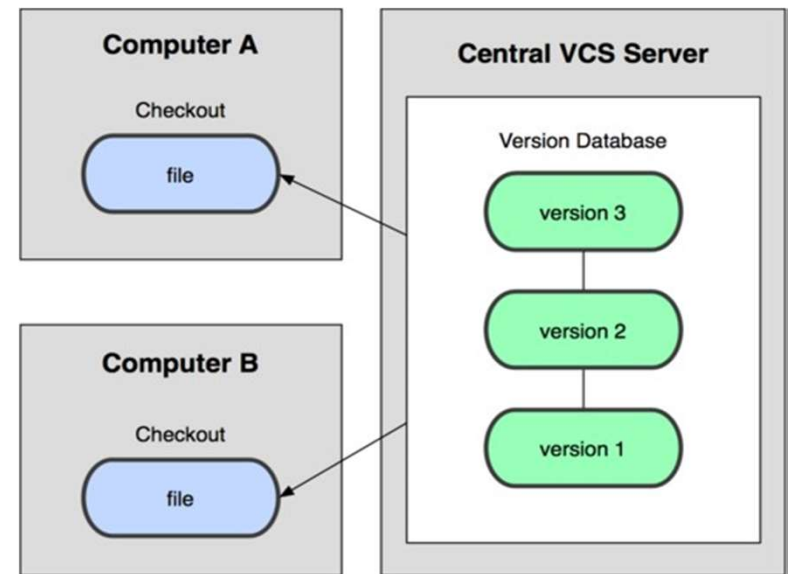 Computer A
Checkout
file
Computer B
Checkout
file
Central VCS Server
Version Database
version 3
version 2
version 1